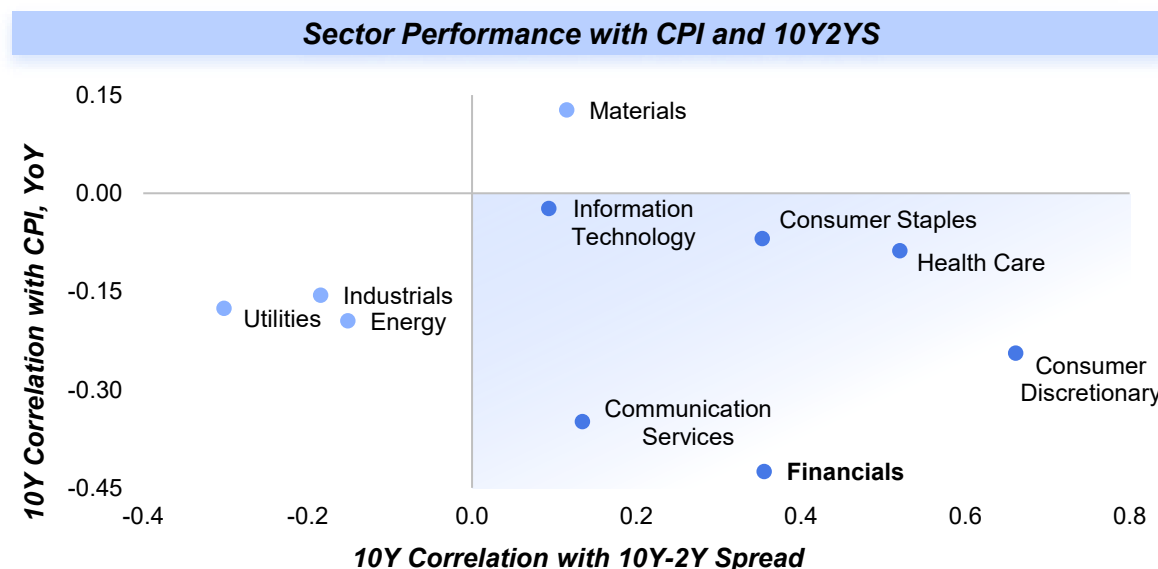 Sector Performance with CPI and 10Y2YS
10Y Correlation with CPI, YoY
0.15
0.00
-0.15
-0.30
-0.45
Materials
Information
Technology
Consumer Staples
Health Care
Industrials
Utilities
Energy
Consumer
Discretionary
Communication
Services
Financials
-0.4
-0.2
0.0
0.2
0.4
0.6
0.8
10Y Correlation with 10Y-2Y Spread